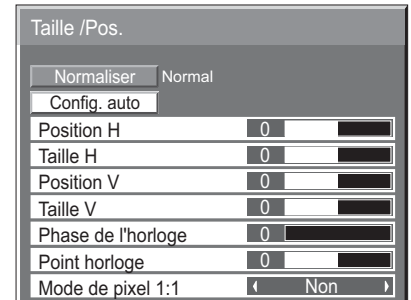 Taille /Pos.
Normaliser Normal
Config. auto
Position H 0
Taille H 0
Position V 0
Taille V 0
Phase de l'horloge 0
Point horloge 0
Mode de pixel 1:1 Non